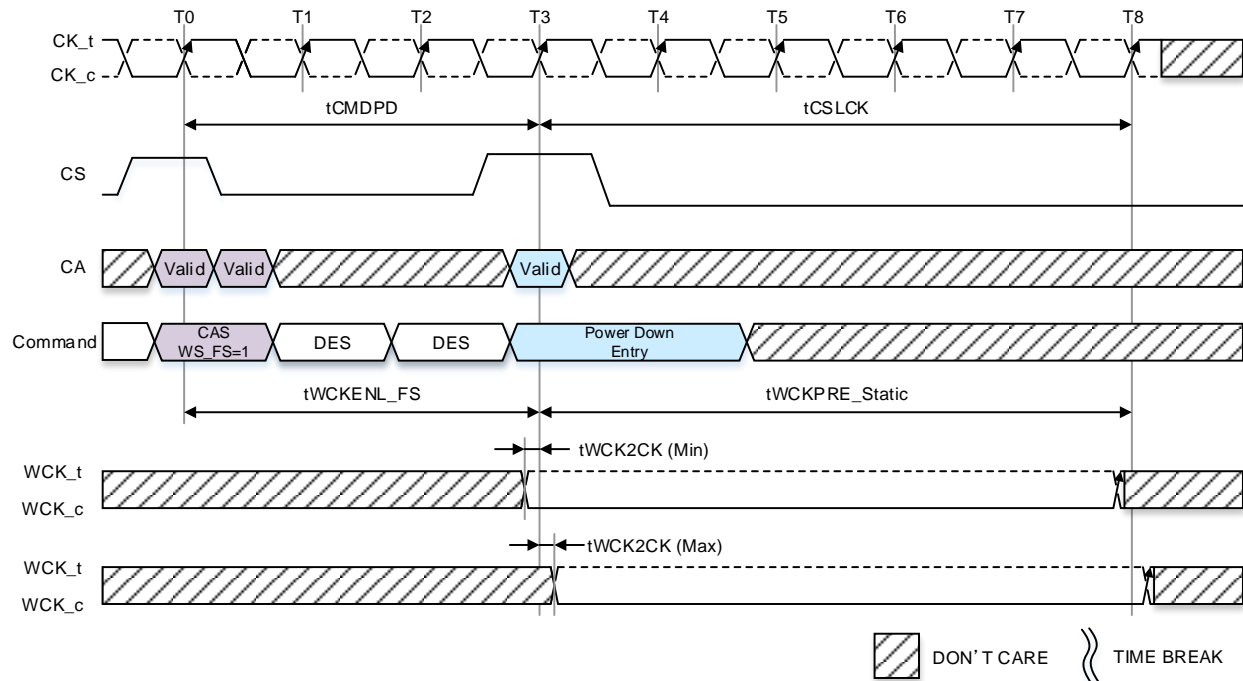 T0 T1 T2 T3 T4 T5 T6 T7 T8
CK_t
CK_c
tCMDPD tCSLCK
CS
CA Valid Valid Valid
Command CAS WS_FS=1 DES DES Power Down Entry
tWCKENL_FS tWCKPRE_Static
tWCK2CK (Min)
WCK_t
WCK_c
tWCK2CK (Max)
WCK_t
WCK_c
DON'T CARE TIME BREAK